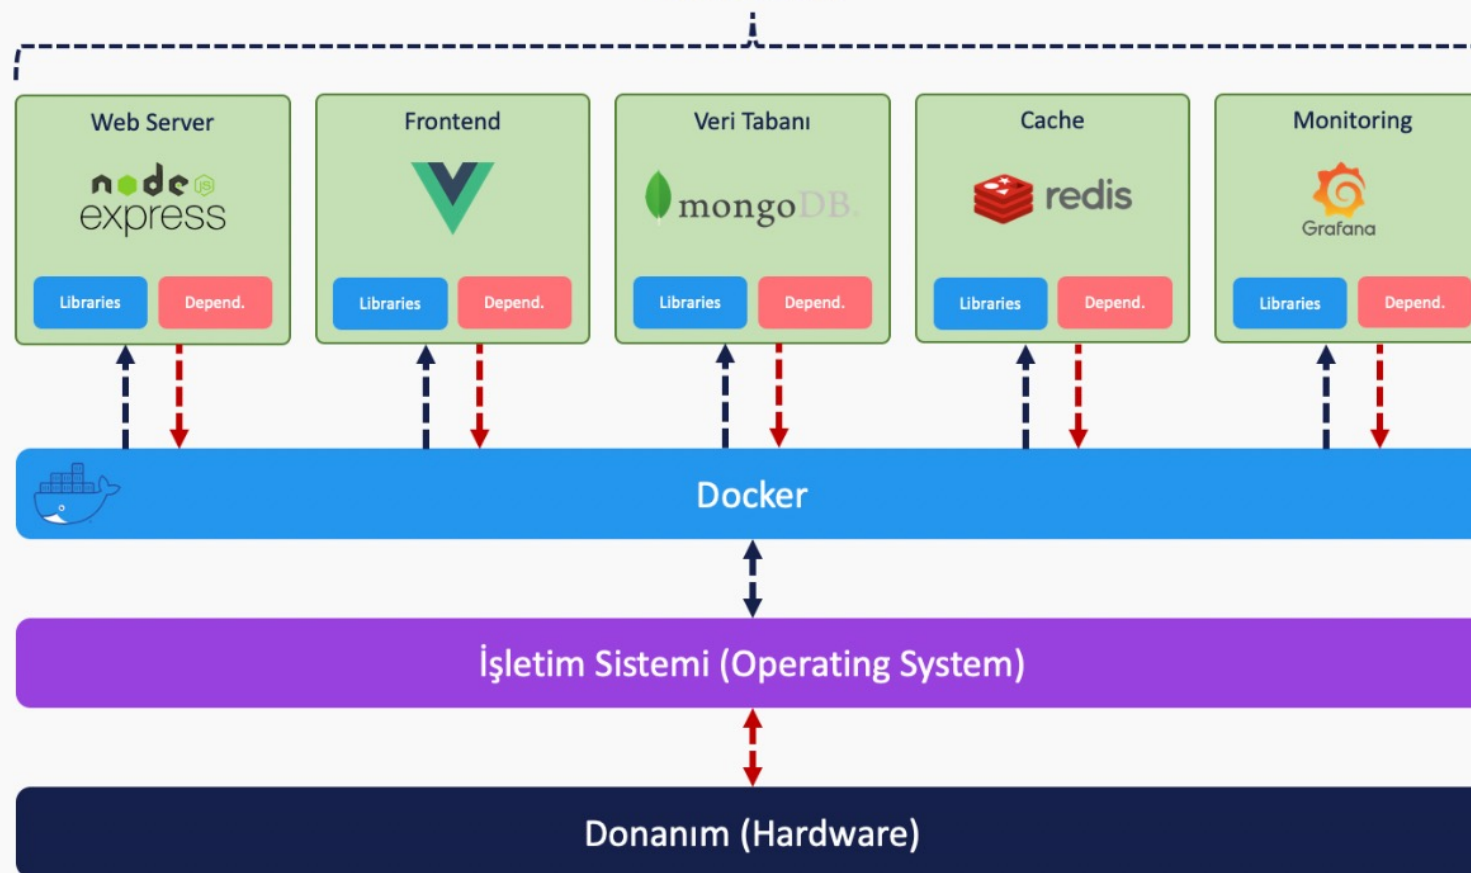 Web Server
Frontend
Veri Tabanı
Cache
Monitoring
node js
express
mongoDB.
redis
Grafana
Libraries
Depend.
Libraries
Depend.
Libraries
Depend.
Libraries
Depend.
Libraries
Depend.
Docker
İşletim Sistemi (Operating System)
Donanım (Hardware)